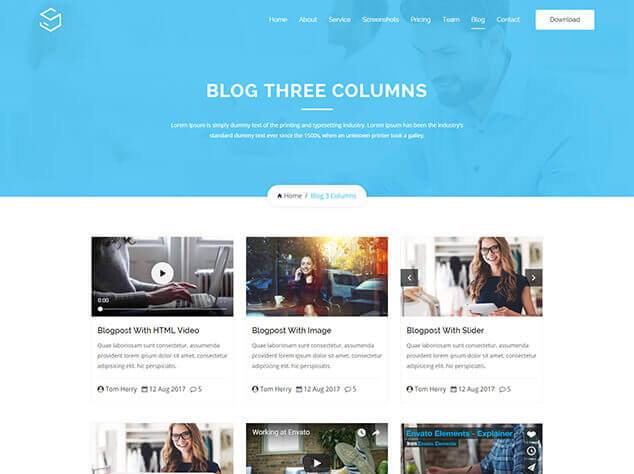 Home About Service Screenshots Pricing Team Blog Contact Download
BLOG THREE COLUMNS
Lorem Ipsum is simply dummy text of the printing and typesetting industry. Lorem Ipsum has been the industry's
standard dummy text ever since the 1500s, when an unknown printer took a galley.
Home / Blog 3 Columns
0:00
Blogpost With HTML Video
Quae laboriosam sunt consectetur, assumenda
provident lorem ipsum dolor sit amet, consectetur
adipisicing elit. hic perspiciatis.
Tom Herry 12 Aug 2017 5
Blogpost With Image
Quae laboriosam sunt consectetur, assumenda
provident lorem ipsum dolor sit amet, consectetur
adipisicing elit. hic perspiciatis.
Tom Herry 12 Aug 2017 5
Blogpost With Slider
Quae laboriosam sunt consectetur, assumenda
provident lorem ipsum dolor sit amet, consectetur
adipisicing elit. hic perspiciatis.
Tom Herry 12 Aug 2017 5
Working at Envato
Envato Elements - Explainer
from Envato Elements